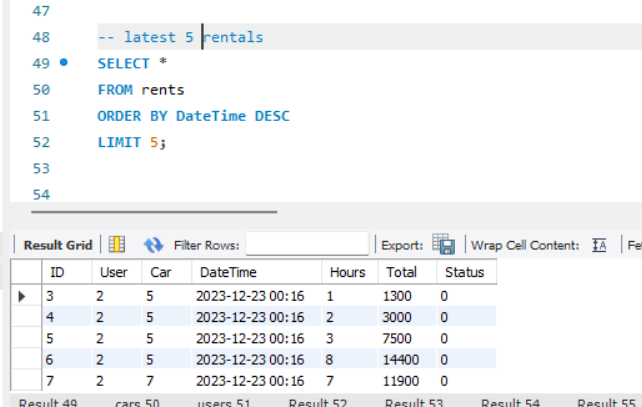 47
48 -- latest 5 rentals
49 SELECT *
50 FROM rents
51 ORDER BY DateTime DESC
52 LIMIT 5;
53
54
Result Grid Filter Rows: Export: Wrap Cell Content: Fe
ID User Car DateTime Hours Total Status
3 2 5 2023-12-23 00:16 1 1300 0
4 2 5 2023-12-23 00:16 2 3000 0
5 2 5 2023-12-23 00:16 3 7500 0
6 2 5 2023-12-23 00:16 8 14400 0
7 2 7 2023-12-23 00:16 7 11900 0
Result 49 cars 50 users 51 Result 52 Result 53 Result 54 Result 55